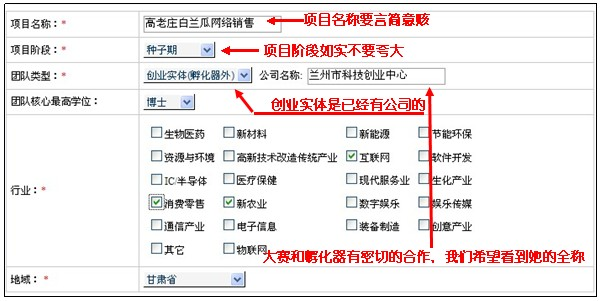 项目名称：* 高老庄白兰瓜网络销售 项目名称要言简意赅
项目阶段：* 种子期 项目阶段如实不要夸大
团队类型：* 创业实体(孵化器外) 公司名称: 兰州市科技创业中心
团队核心最高学位： 博士 创业实体是已经有公司的
生物医药 新材料 新能源 节能环保
资源与环境 高新技术改造传统产业 互联网 软件开发
IC/半导体 医疗保健 现代服务业 生化产业
行业：* 消费零售 新农业 数字娱乐 娱乐传媒
通信产业 电子信息 装备制造 创意产业
其它 物联网
大赛和孵化器有密切的合作，我们希望看到她的全称
地域：* 甘肃省